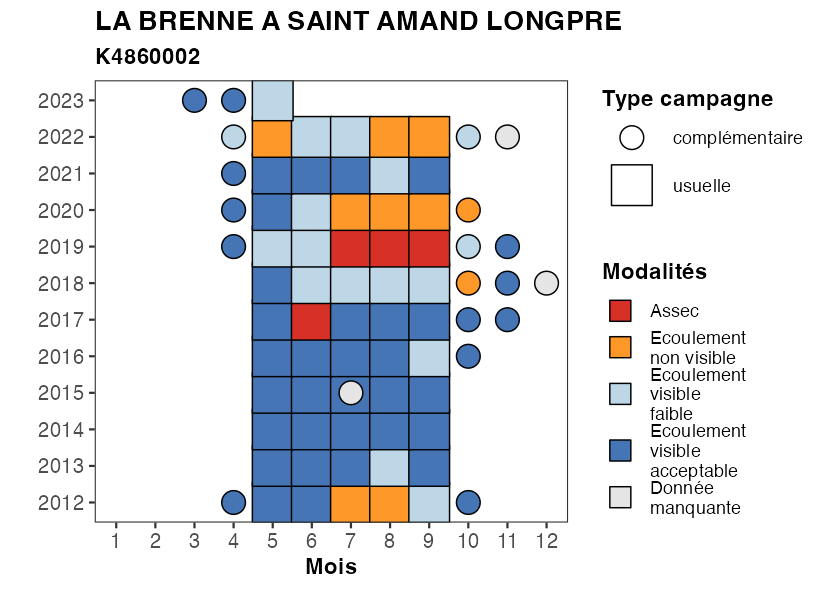 LA BRENNE A SAINT AMAND LONGPRE
K4860002
2023
2022
2021
2020
2019
2018
2017
2016
2015
2014
2013
2012
1 2 3 4 5 6 7 8 9 10 11 12
Mois
Type campagne
complémentaire
usuelle
Modalités
Assec
Ecoulement
non visible
Ecoulement
visible
faible
Ecoulement
visible
acceptable
Donnée
manquante